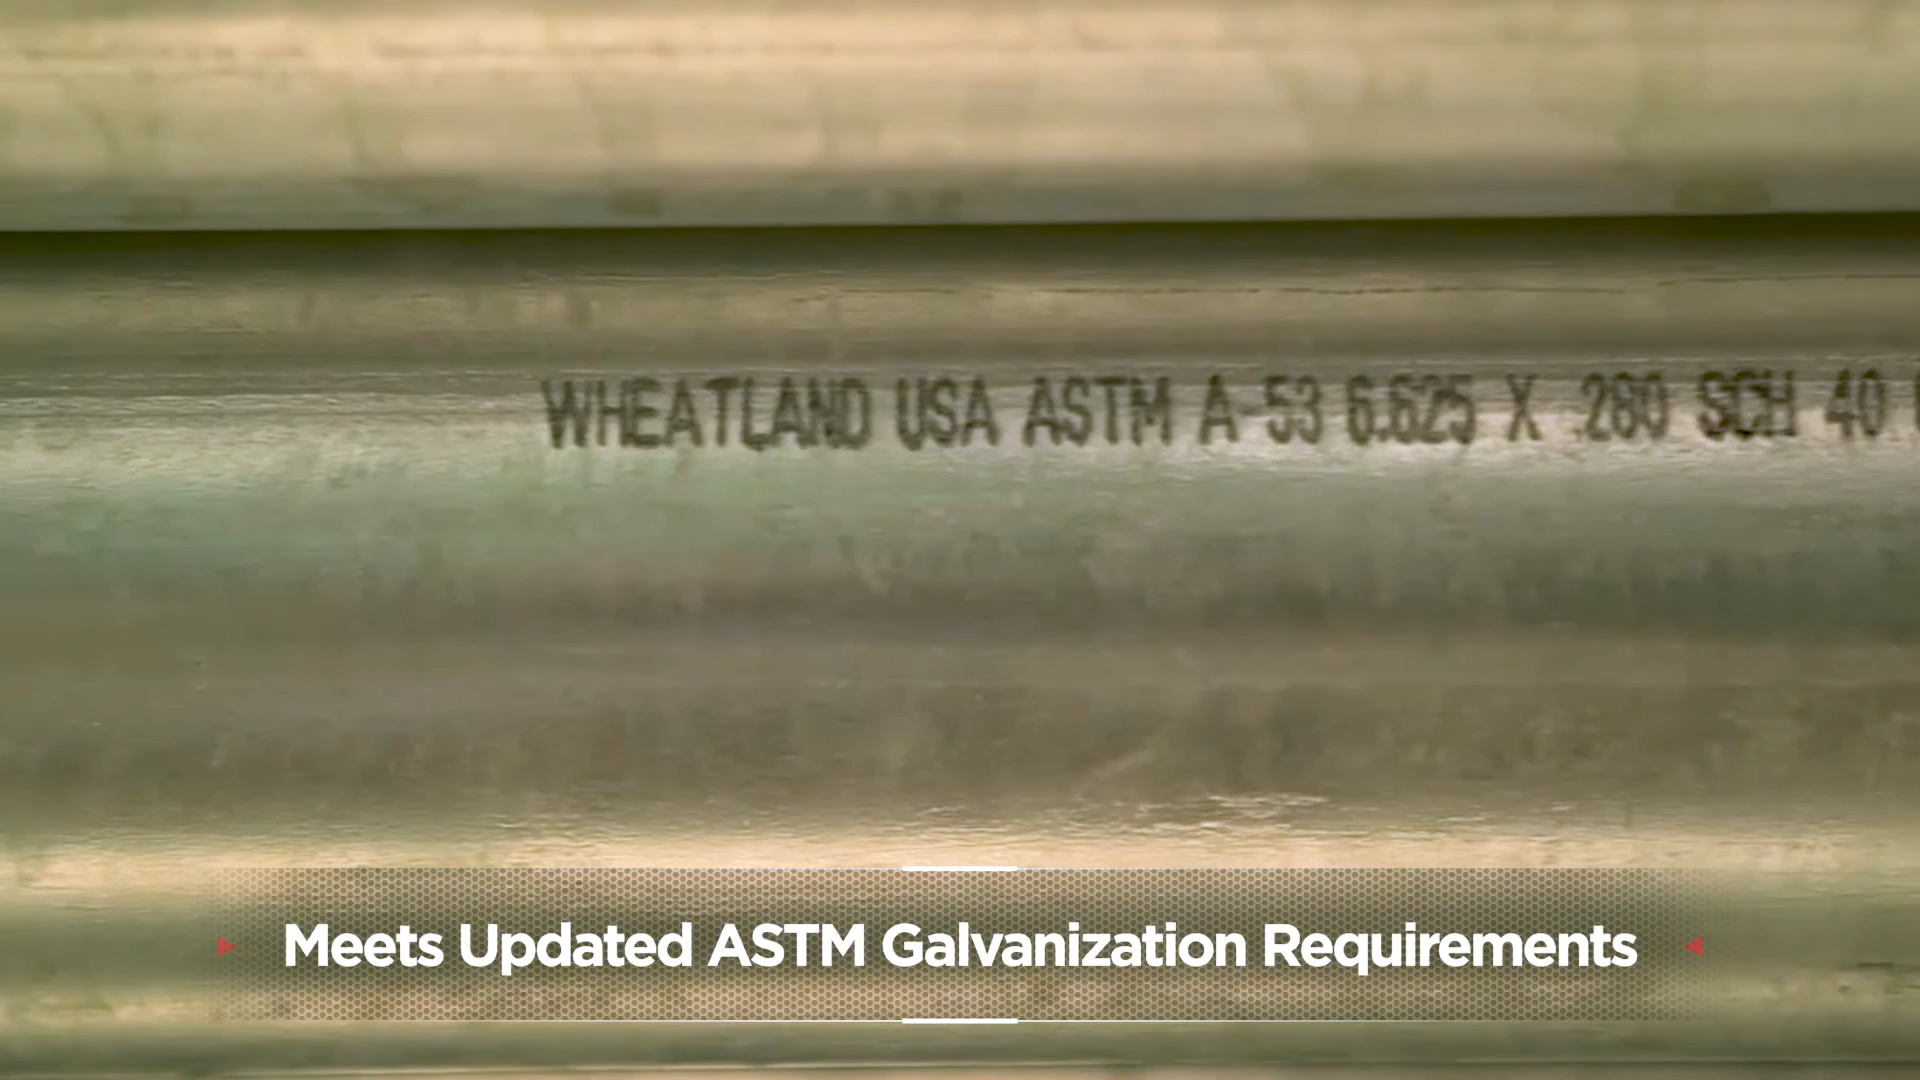 WHEATLAND USA ASTM A-53 6.625 X .280 SCH 40
Meets Updated ASTM Galvanization Requirements